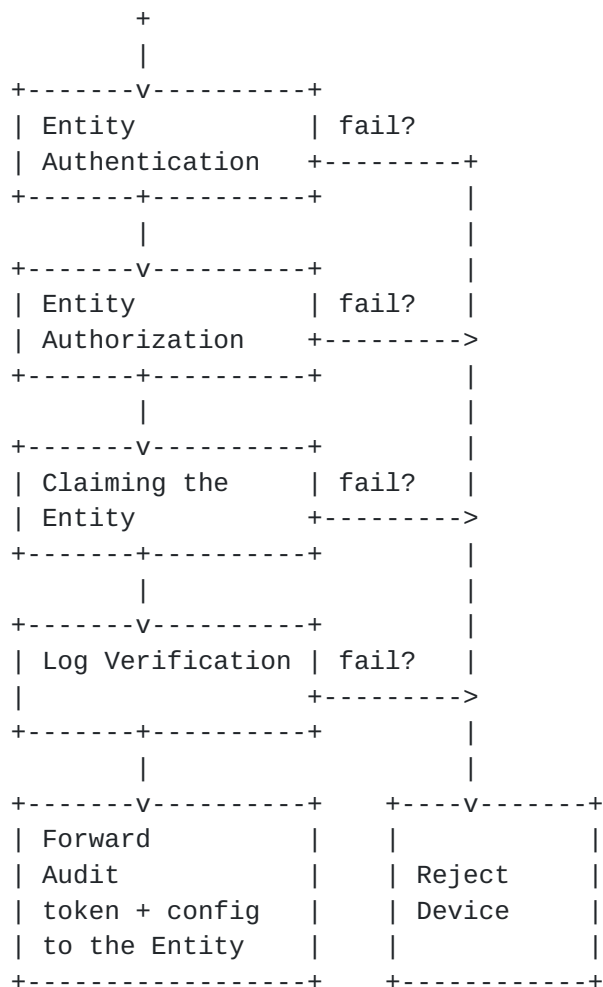 Entity fail?
Authentication
Entity fail?
Authorization
Claiming the fail?
Entity
Log Verification fail?
Forward
Audit Reject
token + config Device
to the Entity